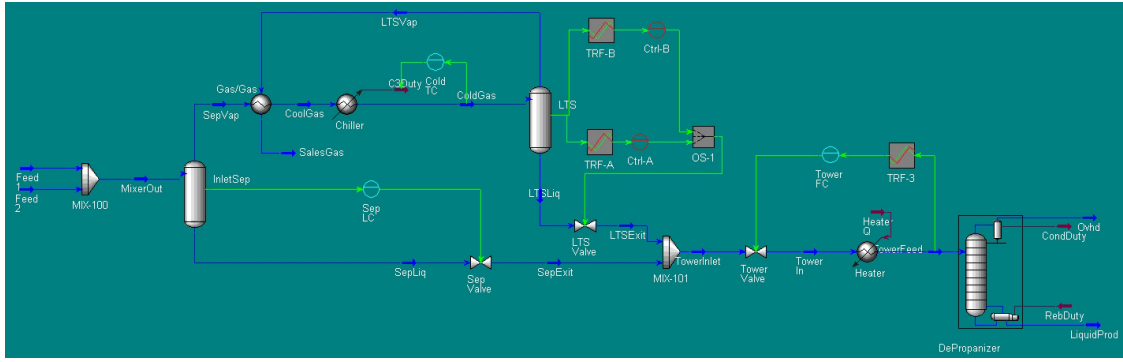 LTSVap
TRF-B
Ctrl-B
C3Duty
Cold
TC
Gas/Gas
SepVap
CoolGas
Chiller
ColdGas
LTS
SalesGas
TRF-A
Ctrl-A
OS-1
Feed
1
Feed
2
MIX-100
MixerOut
InletSep
Sep
LC
LTSLiq
LTS
Valve
LTSExit
Tower
FC
TRF-3
Heater
Q
TowerFeed
Ovhd
CondDuty
SepLiq
Sep
Valve
SepExit
MIX-101
TowerInlet
Tower
Valve
Tower
In
Heater
RebDuty
LiquidProd
DePropanizer